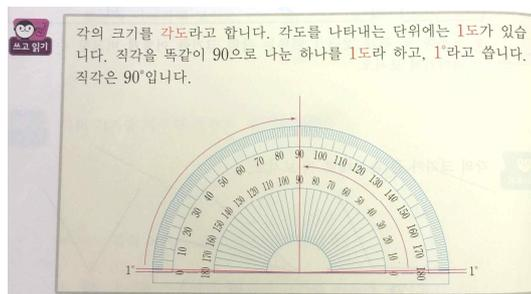 쓰고 읽기
각의 크기를 각도라고 합니다. 각도를 나타내는 단위에는 1도가 있습
니다. 직각을 똑같이 90으로 나눈 하나를 1도라 하고, 1°라고 씁니다.
직각은 90°입니다.
0 10 20 30 40 50 60 70 80 90 100 110 120 130 140 150 160 170 180
180 170 160 150 140 130 120 110 100 90 80 70 60 50 40 30 20 10 0
1° 1°